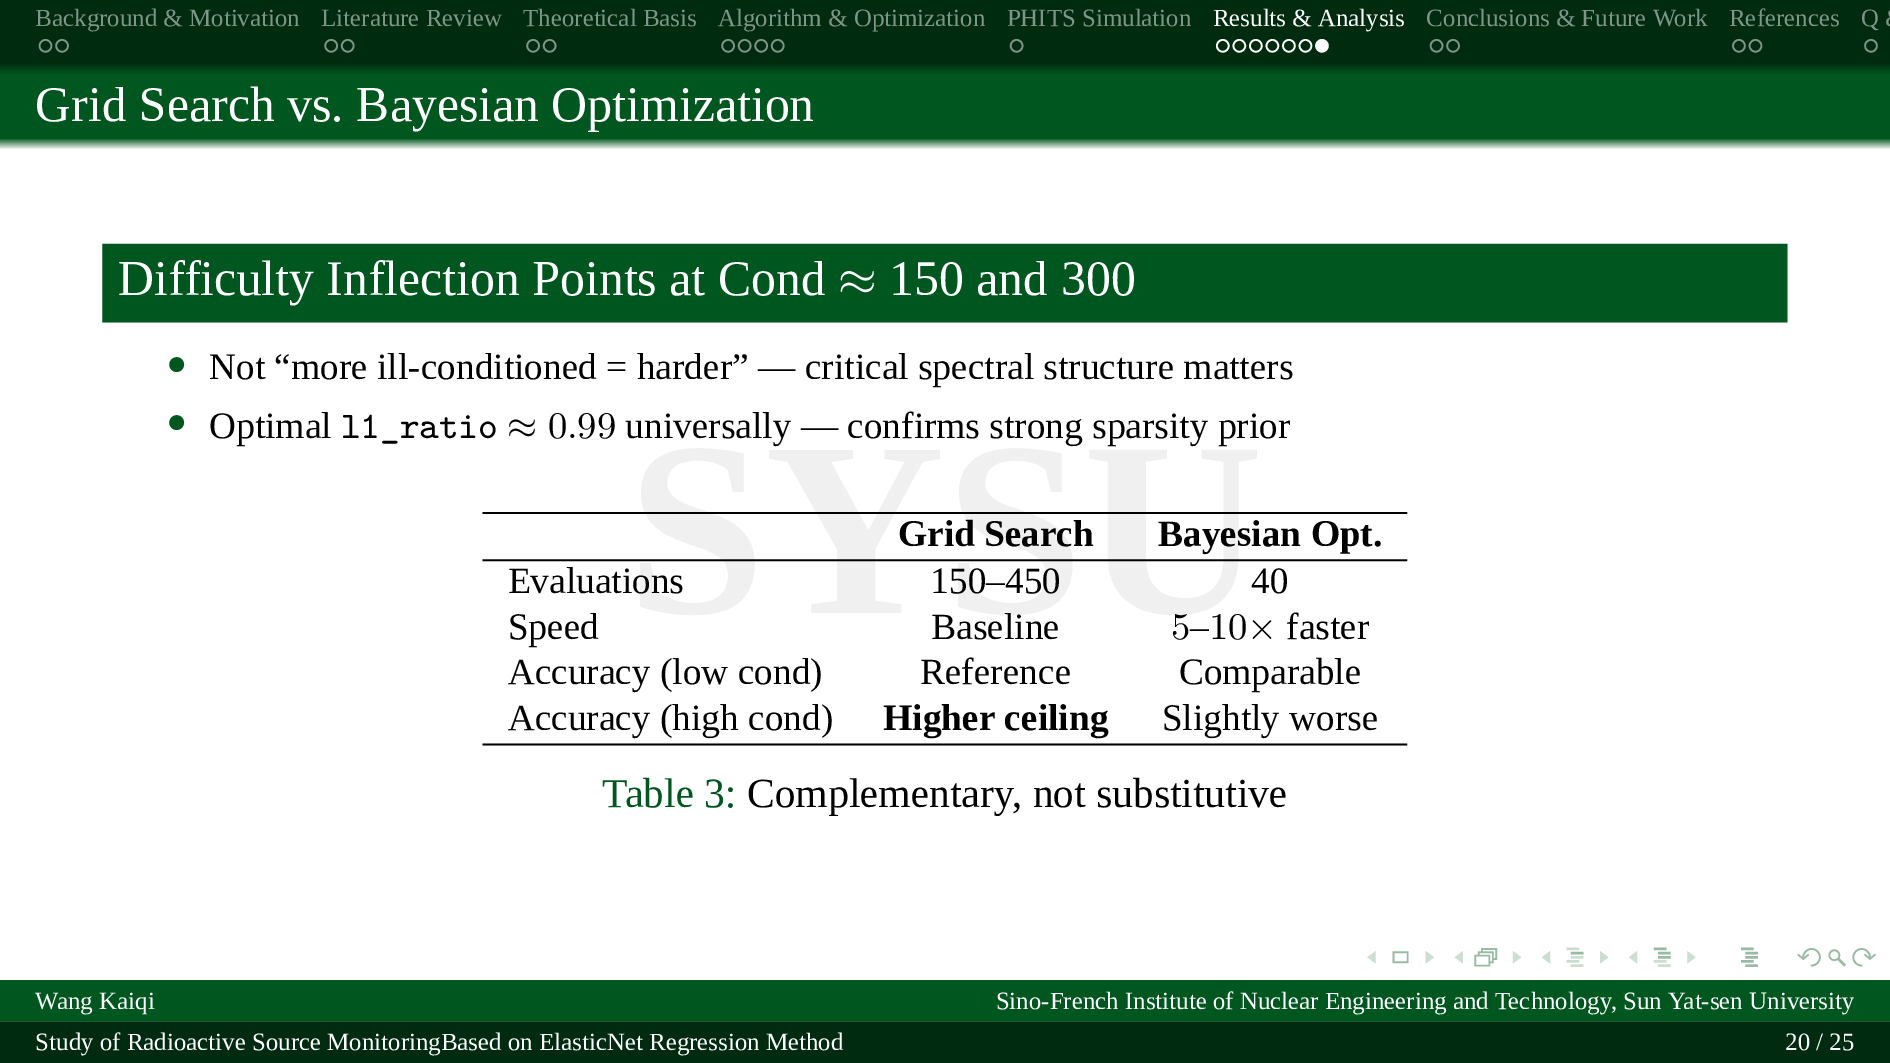 Background & Motivation Literature Review Theoretical Basis Algorithm & Optimization PHITS Simulation Results & Analysis Conclusions & Future Work References Q &
Grid Search vs. Bayesian Optimization
Difficulty Inflection Points at Cond ≈ 150 and 300
Not “more ill-conditioned = harder” — critical spectral structure matters
Optimal l1_ratio ≈ 0.99 universally — confirms strong sparsity prior
SYSU
Grid Search Bayesian Opt.
Evaluations 150–450 40
Speed Baseline 5–10× faster
Accuracy (low cond) Reference Comparable
Accuracy (high cond) Higher ceiling Slightly worse
Table 3: Complementary, not substitutive
Wang Kaiqi Sino-French Institute of Nuclear Engineering and Technology, Sun Yat-sen University
Study of Radioactive Source MonitoringBased on ElasticNet Regression Method 20 / 25